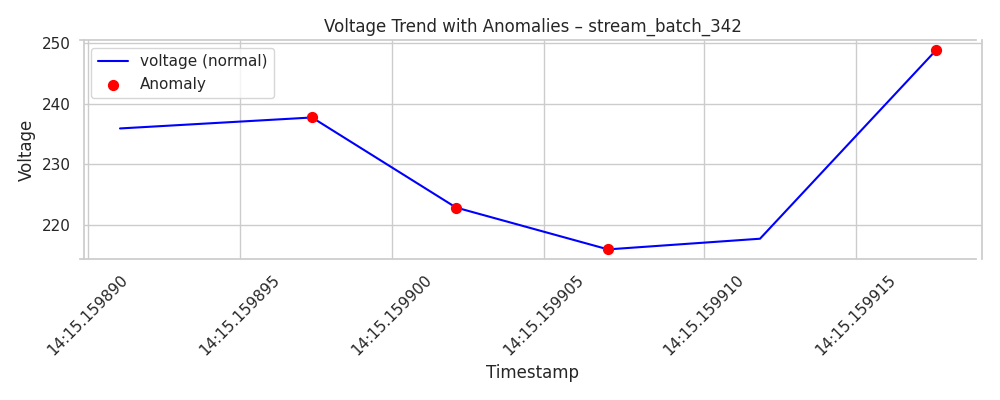 Voltage Trend with Anomalies – stream_batch_342
voltage (normal)
Anomaly
Voltage
250
240
230
220
14:15.159890
14:15.159895
14:15.159900
14:15.159905
14:15.159910
14:15.159915
Timestamp